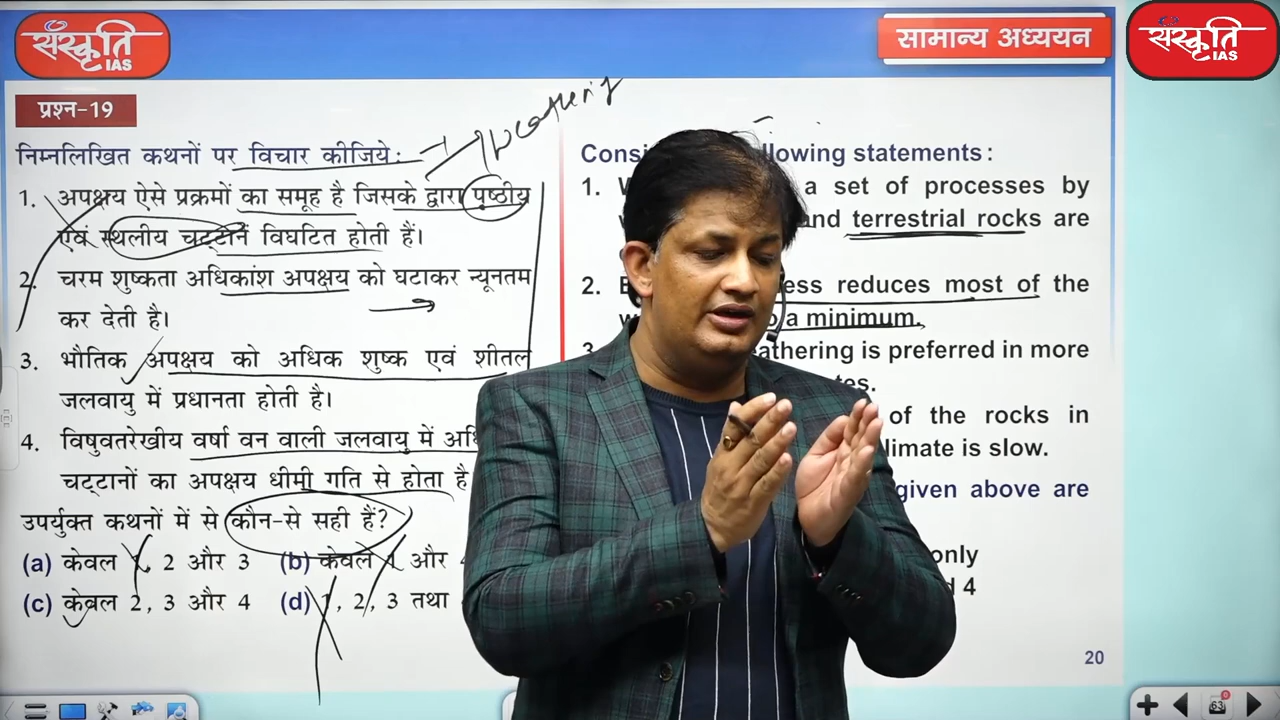 संस्कृति
IAS
सामान्य अध्ययन
संस्कृति
IAS
प्रश्न-19
निम्नलिखित कथनों पर विचार कीजिये:
1. अपक्षय ऐसे प्रक्रमों का समूह है जिसके द्वारा पृष्ठीय
एवं स्थलीय चट्टानें विघटित होती हैं।
2. चरम शुष्कता अधिकांश अपक्षय को घटाकर न्यूनतम
कर देती है।
3. भौतिक अपक्षय को अधिक शुष्क एवं शीतल
जलवायु में प्रधानता होती है।
4. विषुवतरेखीय वर्षा वन वाली जलवायु में
चट्टानों का अपक्षय धीमी गति से होता है
उपर्युक्त कथनों में से कौन-से सही हैं?
(a) केवल 1, 2 और 3 (b) केवल 1 और
(c) केवल 2, 3 और 4 (d) 1, 2, 3 तथा
llowing statements:
1. a set of processes by
and terrestrial rocks are
2. ess reduces most of the
a minimum.
3. eathering is preferred in more
tes.
of the rocks in
limate is slow.
given above are
only
4
20
63